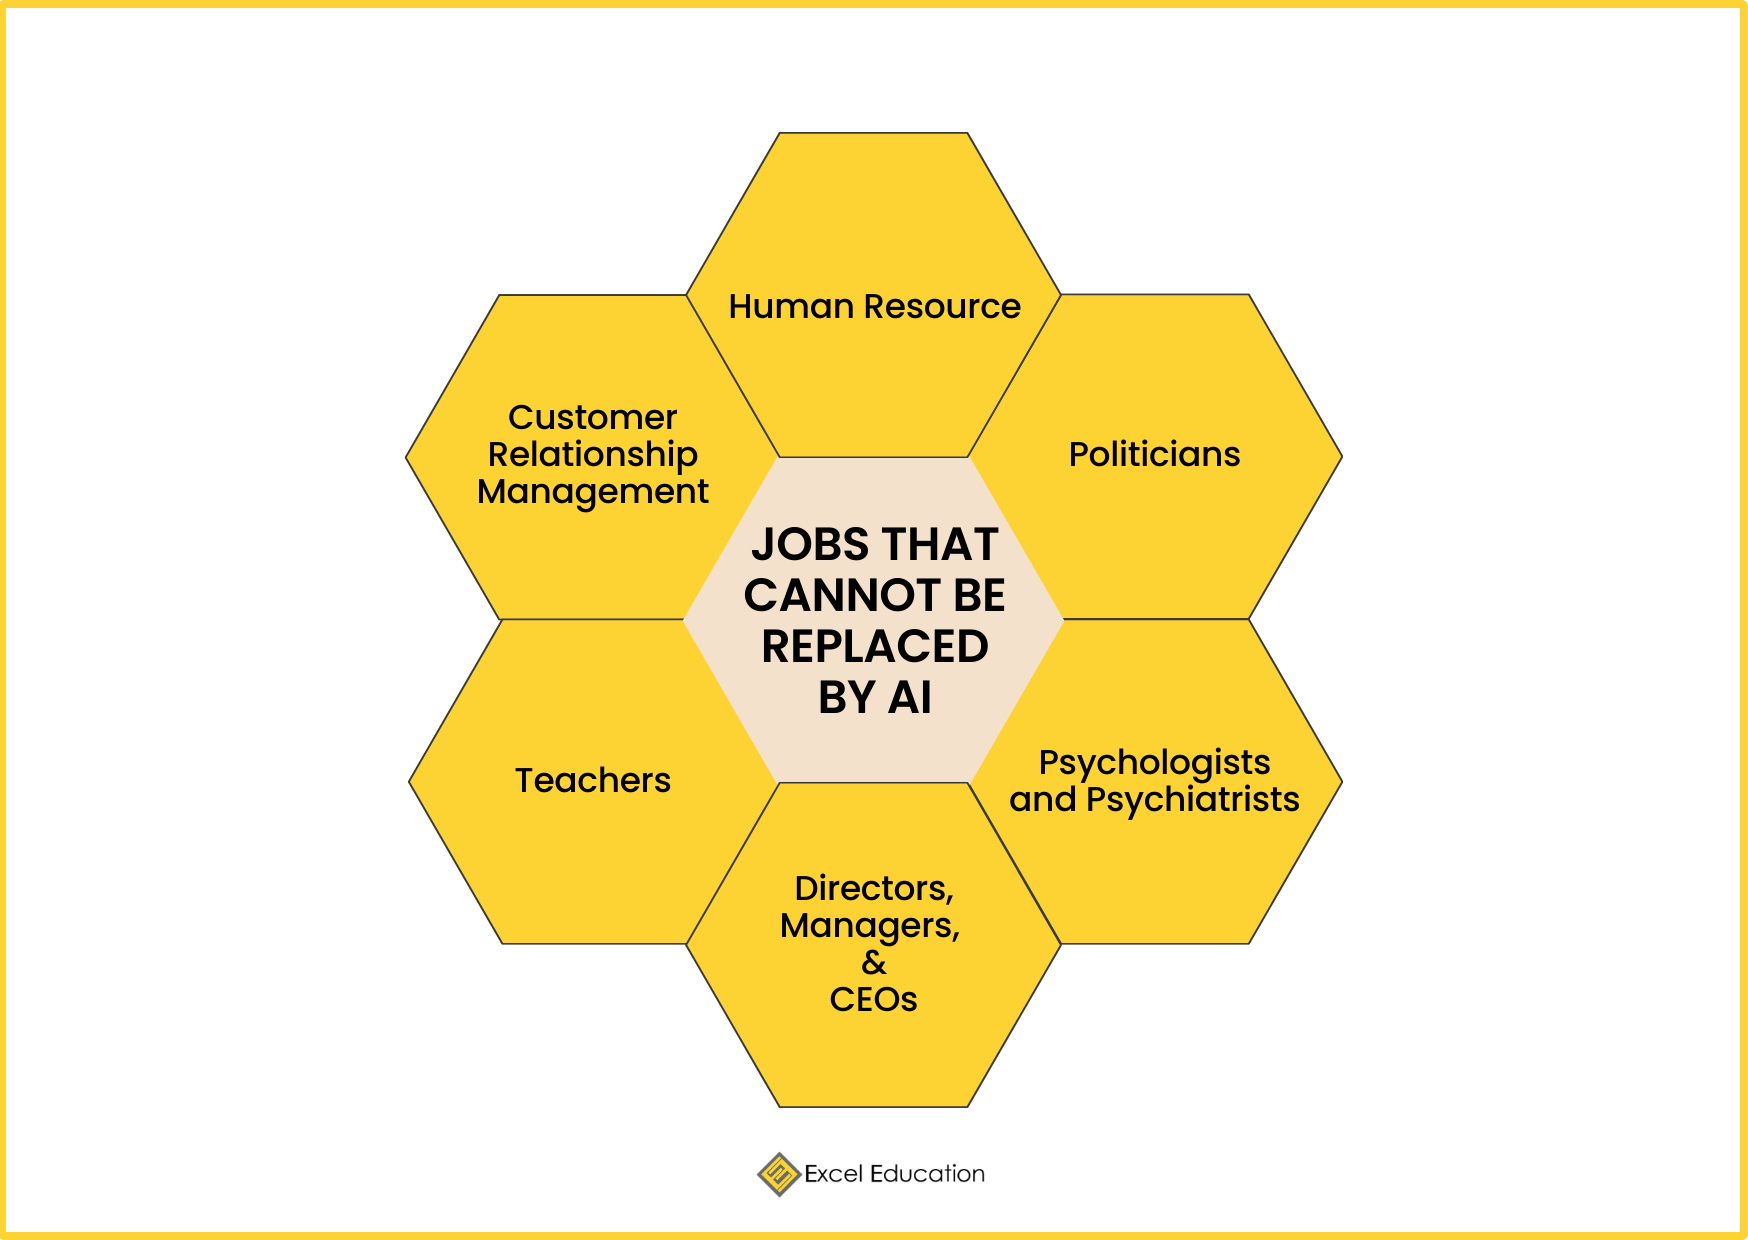 Human Resource
Customer
Relationship
Management
Politicians
JOBS THAT
CANNOT BE
REPLACED
BY AI
Teachers
Psychologists
and Psychiatrists
Directors,
Managers,
&
CEOs
Excel Education